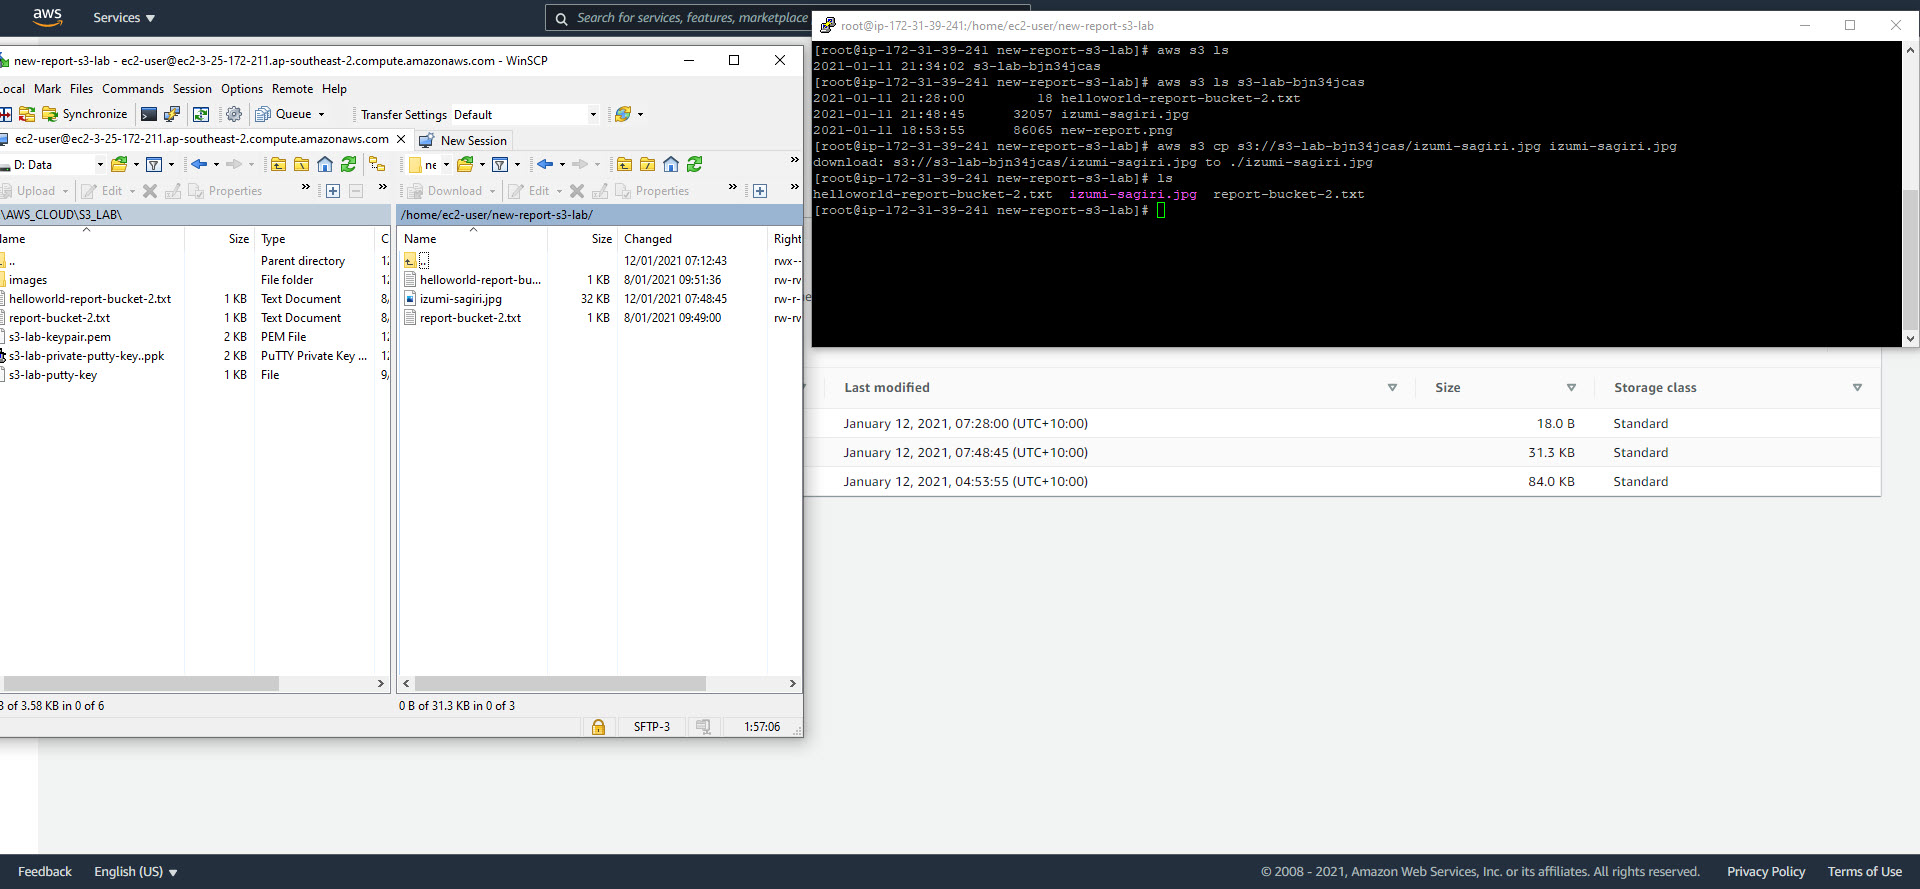 aws
Services
Search for services, features, marketplace
new-report-s3-lab - ec2-user@ec2-3-25-172-211.ap-southeast-2.compute.amazonaws.com - WinSCP
Local Mark Files Commands Session Options Remote Help
Synchronize Queue Transfer Settings Default
ec2-user@ec2-3-25-172-211.ap-southeast-2.compute.amazonaws.com New Session
D: Data ne
Upload Edit Properties Download Edit Properties
\AWS_CLOUD\S3_LAB\ /home/ec2-user/new-report-s3-lab/
ame Size Type C
.. Parent directory 12
images File folder 12
helloworld-report-bucket-2.txt 1 KB Text Document 8/
report-bucket-2.txt 1 KB Text Document 8/
s3-lab-keypair.pem 2 KB PEM File 12
s3-lab-private-putty-key..ppk 2 KB PuTTY Private Key ... 12
s3-lab-putty-key 1 KB File 9/
Name Size Changed Right
.. 12/01/2021 07:12:43 rwx--
helloworld-report-bu... 1 KB 8/01/2021 09:51:36 rw-rw
izumi-sagiri.jpg 32 KB 12/01/2021 07:48:45 rw-r-
report-bucket-2.txt 1 KB 8/01/2021 09:49:00 rw-rw
B of 3.58 KB in 0 of 6 0 B of 31.3 KB in 0 of 3
SFTP-3 1:57:06
root@ip-172-31-39-241:/home/ec2-user/new-report-s3-lab
[root@ip-172-31-39-241 new-report-s3-lab]# aws s3 ls
2021-01-11 21:34:02 s3-lab-bjn34jcas
[root@ip-172-31-39-241 new-report-s3-lab]# aws s3 ls s3-lab-bjn34jcas
2021-01-11 21:28:00 18 helloworld-report-bucket-2.txt
2021-01-11 21:48:45 32057 izumi-sagiri.jpg
2021-01-11 18:53:55 86065 new-report.png
[root@ip-172-31-39-241 new-report-s3-lab]# aws s3 cp s3://s3-lab-bjn34jcas/izumi-sagiri.jpg izumi-sagiri.jpg
download: s3://s3-lab-bjn34jcas/izumi-sagiri.jpg to ./izumi-sagiri.jpg
[root@ip-172-31-39-241 new-report-s3-lab]# ls
helloworld-report-bucket-2.txt izumi-sagiri.jpg report-bucket-2.txt
[root@ip-172-31-39-241 new-report-s3-lab]#
Last modified Size Storage class
January 12, 2021, 07:28:00 (UTC+10:00) 18.0 B Standard
January 12, 2021, 07:48:45 (UTC+10:00) 31.3 KB Standard
January 12, 2021, 04:53:55 (UTC+10:00) 84.0 KB Standard
Feedback English (US) © 2008 - 2021, Amazon Web Services, Inc. or its affiliates. All rights reserved. Privacy Policy Terms of Use